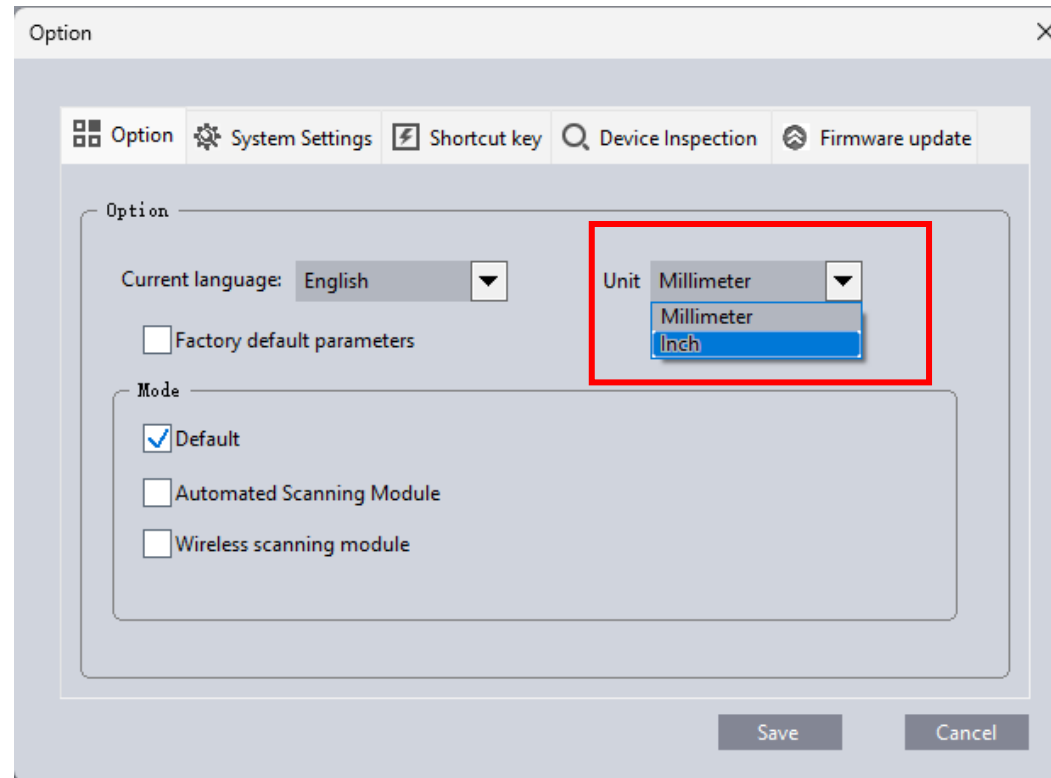 Option
Option System Settings Shortcut key Device Inspection Firmware update
Option
Current language: English Unit Millimeter
Millimeter
Inch
Factory default parameters
Mode
Default
Automated Scanning Module
Wireless scanning module
Save Cancel